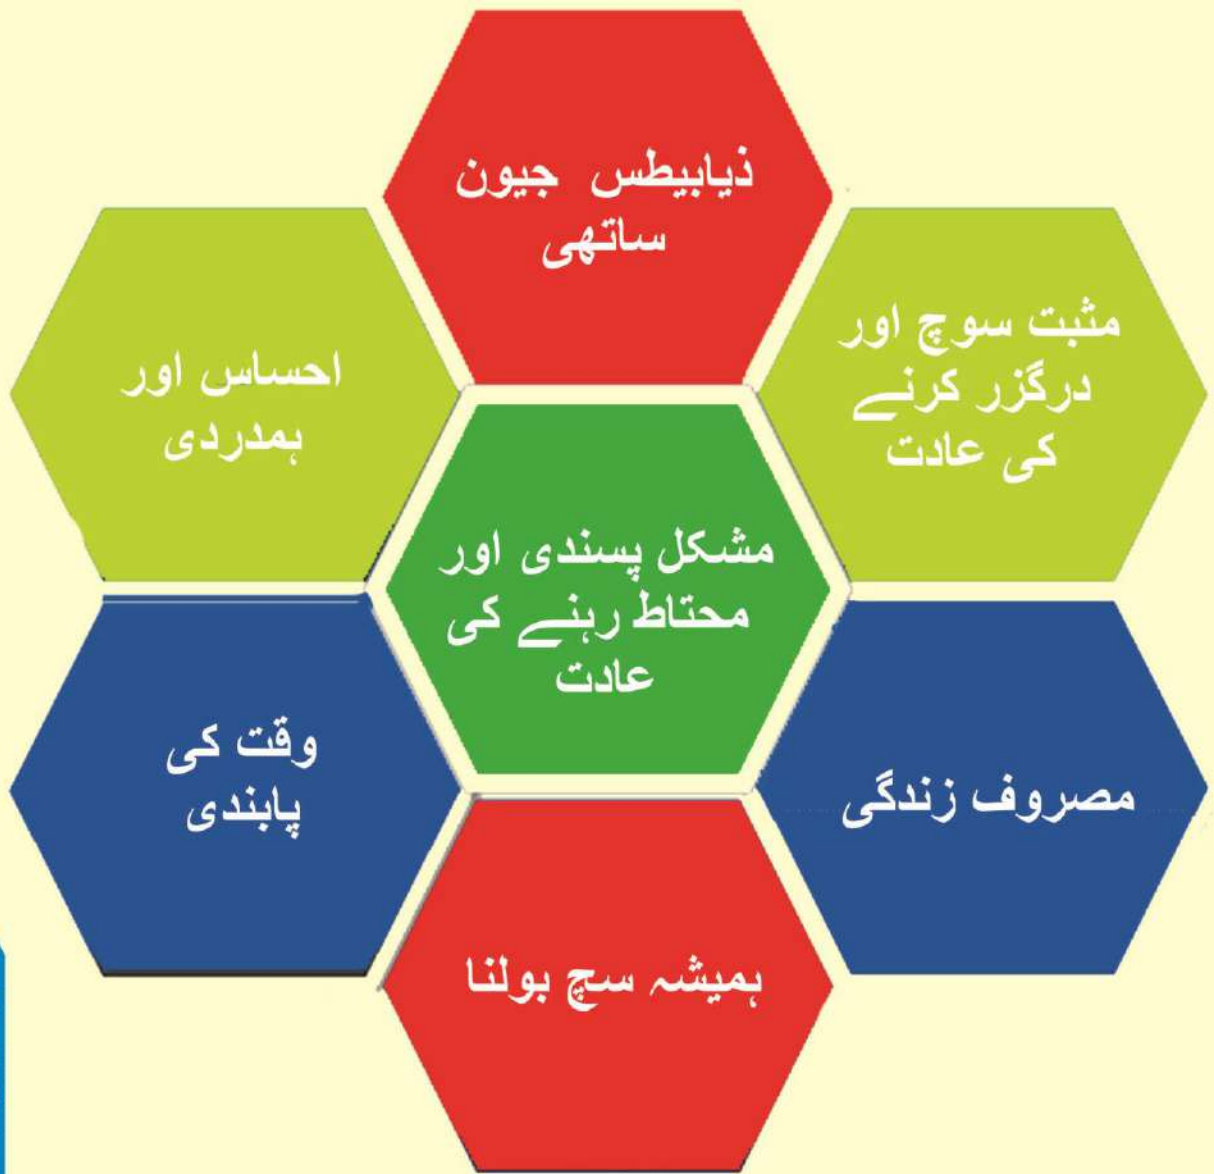 ذیابیطس جیون
ساتھی
مثبت سوچ اور
درگزر کرنے
کی عادت
احساس اور
ہمدردی
مشکل پسندی اور
محتاط رہنے کی
عادت
مصروف زندگی
وقت کی
پابندی
ہمیشہ سچ بولنا